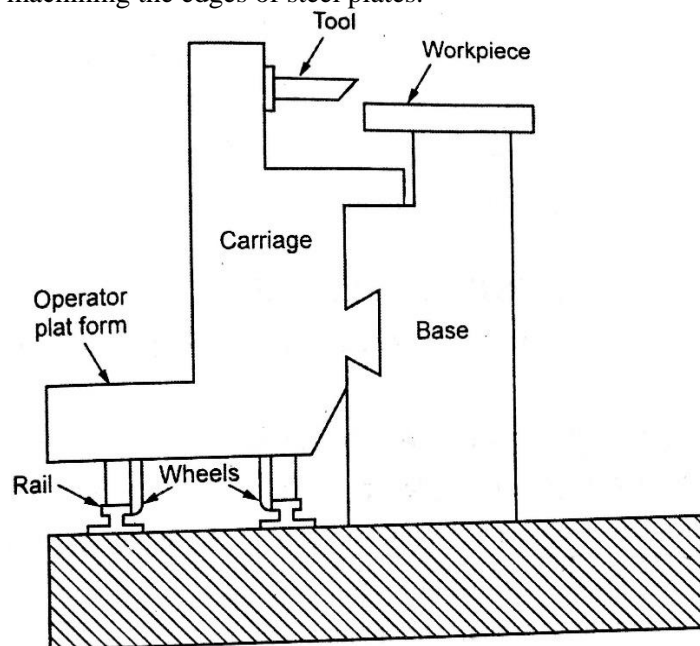 machining the edges of steel plates.
Tool
Workpiece
Carriage
Operator
plat form
Base
Rail
Wheels